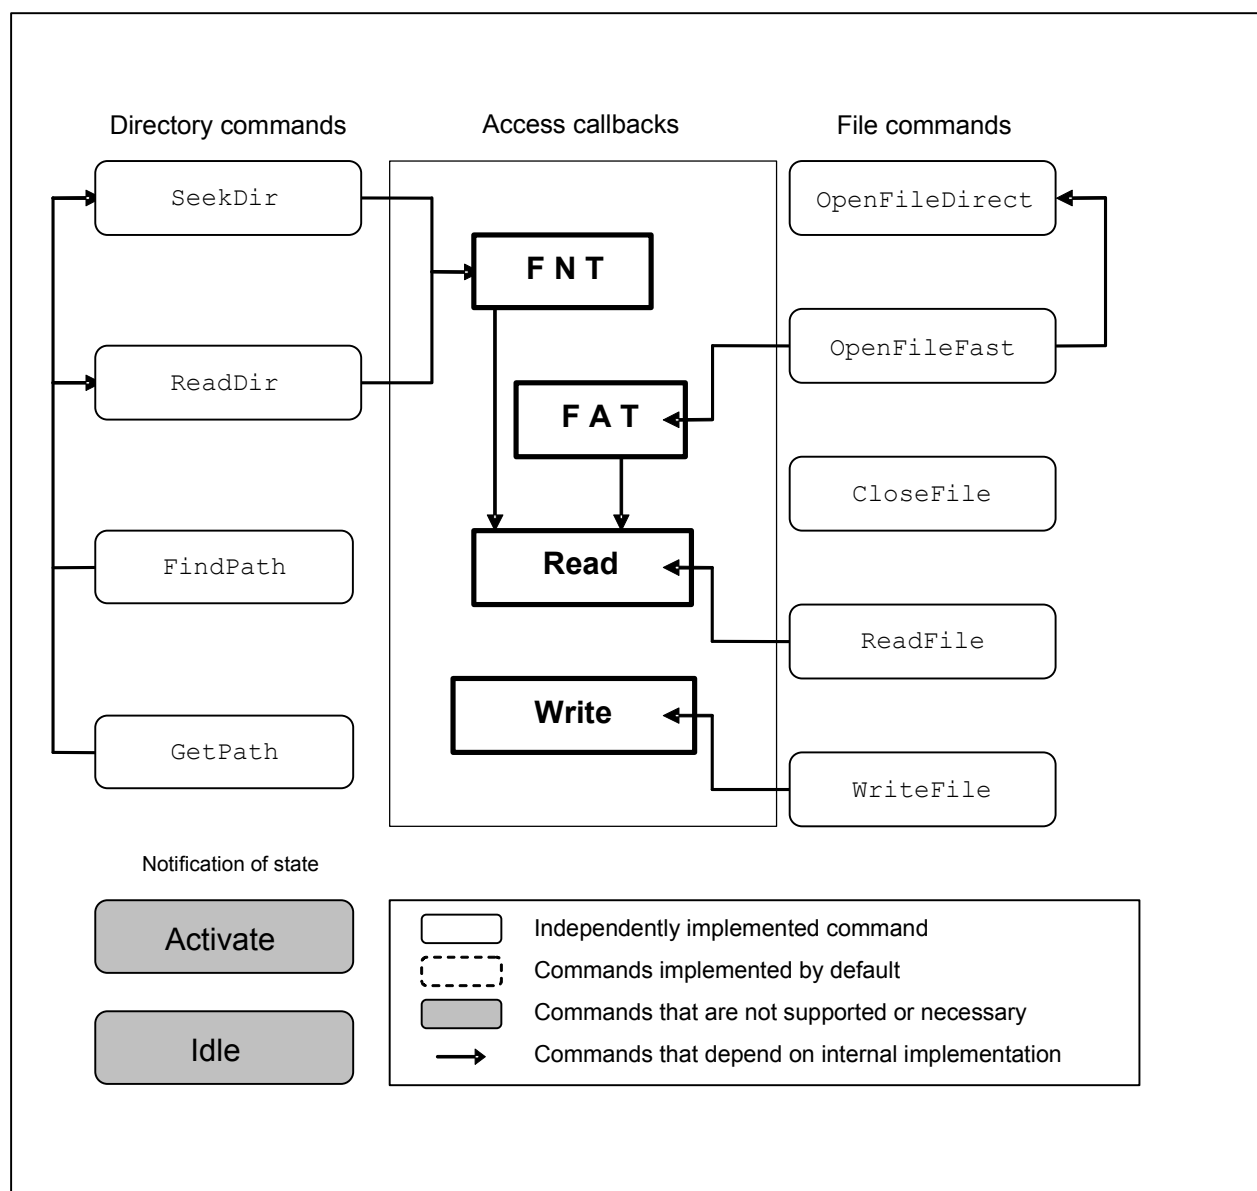 Directory commands
Access callbacks
File commands
SeekDir
OpenFileDirect
F N T
OpenFileFast
ReadDir
F A T
CloseFile
FindPath
Read
ReadFile
Write
GetPath
WriteFile
Notification of state
Activate
Idle
Independently implemented command
Commands implemented by default
Commands that are not supported or necessary
Commands that depend on internal implementation